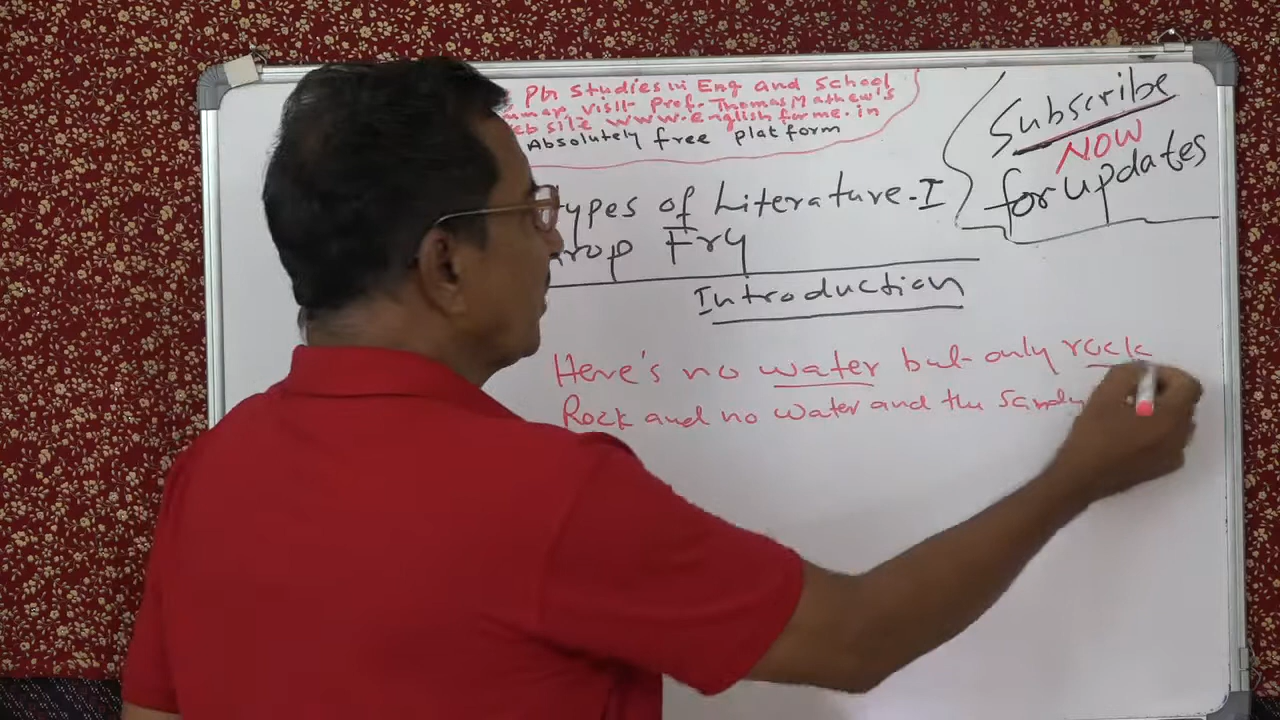 Ph Studies in Eng and School
visit Prof. Thomas Mathew's
www.englishforme.in
Absolutely free platform
Subscribe
NOW
for updates
ypes of Literature-I
rop Fry
Introduction
Here's no water but only rock
Rock and no water and the sandy